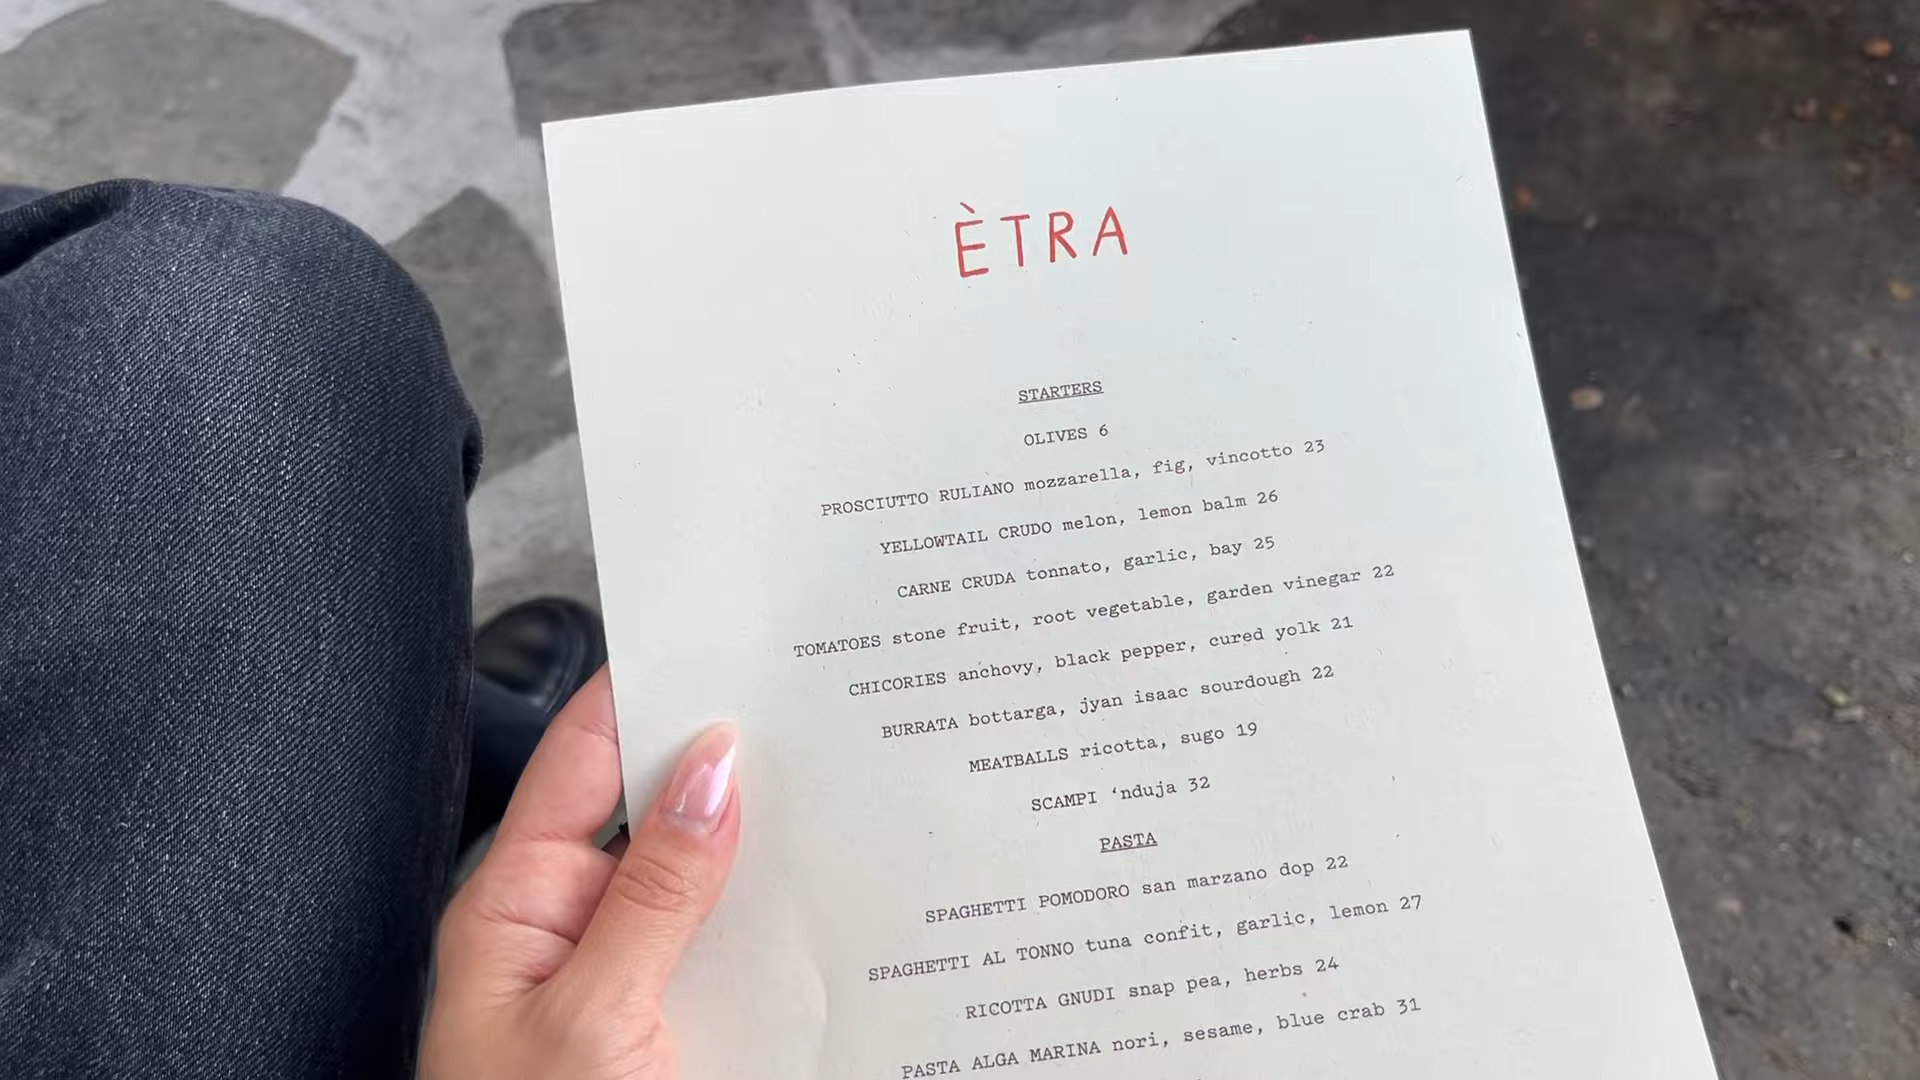 ÈTRA
STARTERS
OLIVES 6
PROSCIUTTO RULIANO mozzarella, fig, vincotto 23
YELLOWTAIL CRUDO melon, lemon balm 26
CARNE CRUDA tonnato, garlic, bay 25
TOMATOES stone fruit, root vegetable, garden vinegar 22
CHICORIES anchovy, black pepper, cured yolk 21
BURRATA bottarga, jyan isaac sourdough 22
MEATBALLS ricotta, sugo 19
SCAMPI ‘nduja 32
PASTA
SPAGHETTI POMODORO san marzano dop 22
SPAGHETTI AL TONNO tuna confit, garlic, lemon 27
RICOTTA GNUDI snap pea, herbs 24
PASTA ALGA MARINA nori, sesame, blue crab 31